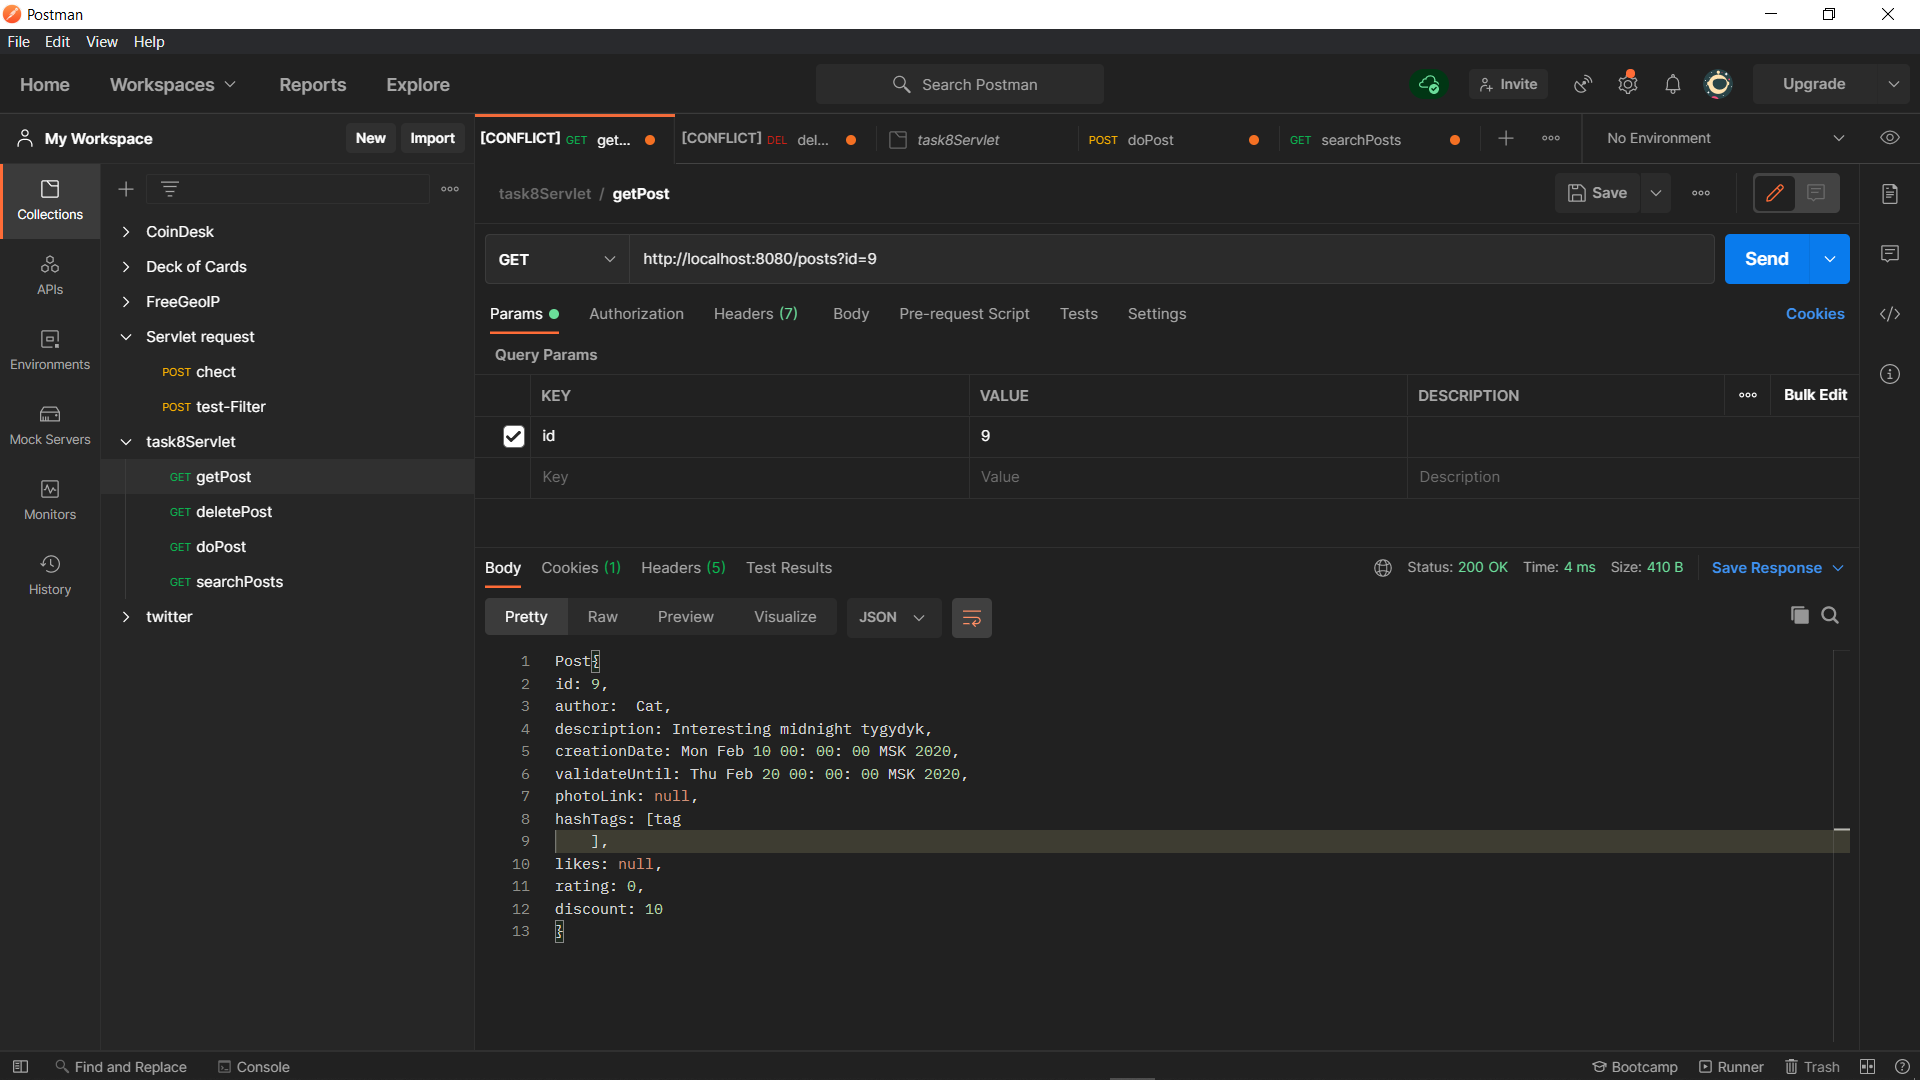 Postman
File Edit View Help
Home Workspaces Reports Explore Search Postman Invite Upgrade
My Workspace New Import
[CONFLICT] GET get... [CONFLICT] DEL del... task8Servlet POST doPost GET searchPosts No Environment
task8Servlet / getPost Save
Collections
APIs
Environments
Mock Servers
Monitors
History
CoinDesk
Deck of Cards
FreeGeoIP
Servlet request
POST chect
POST test-Filter
task8Servlet
GET getPost
GET deletePost
GET doPost
GET searchPosts
twitter
GET http://localhost:8080/posts?id=9 Send
Params Authorization Headers (7) Body Pre-request Script Tests Settings Cookies
Query Params
KEY VALUE DESCRIPTION Bulk Edit
id 9
Key Value Description
Body Cookies (1) Headers (5) Test Results Status: 200 OK Time: 4 ms Size: 410 B Save Response
Pretty Raw Preview Visualize JSON
1 Post{
2 id: 9,
3 author:  Cat,
4 description: Interesting midnight tygydyk,
5 creationDate: Mon Feb 10 00: 00: 00 MSK 2020,
6 validateUntil: Thu Feb 20 00: 00: 00 MSK 2020,
7 photoLink: null,
8 hashTags: [tag
9     ],
10 likes: null,
11 rating: 0,
12 discount: 10
13 }
Find and Replace Console Bootcamp Runner Trash